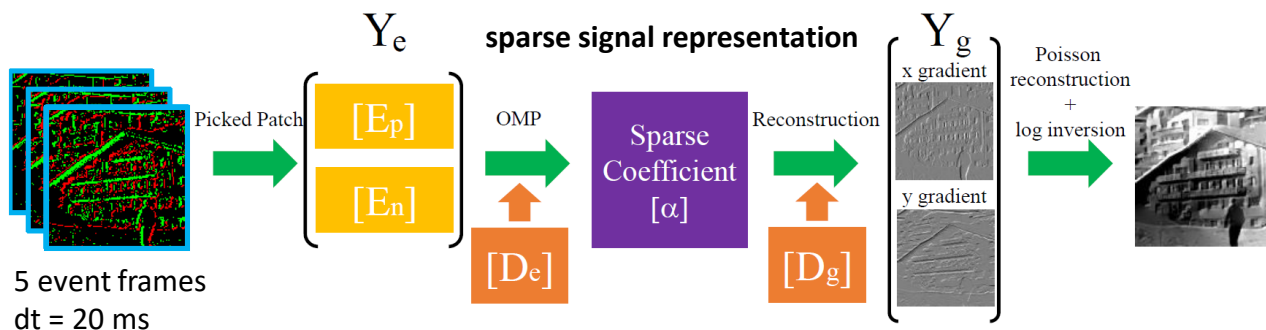 Y_e
sparse signal representation
Y_g
x gradient
Poisson
reconstruction
+
log inversion
Picked Patch
[E_p]
[E_n]
OMP
Sparse
Coefficient
[α]
Reconstruction
y gradient
[D_e]
[D_g]
5 event frames
dt = 20 ms